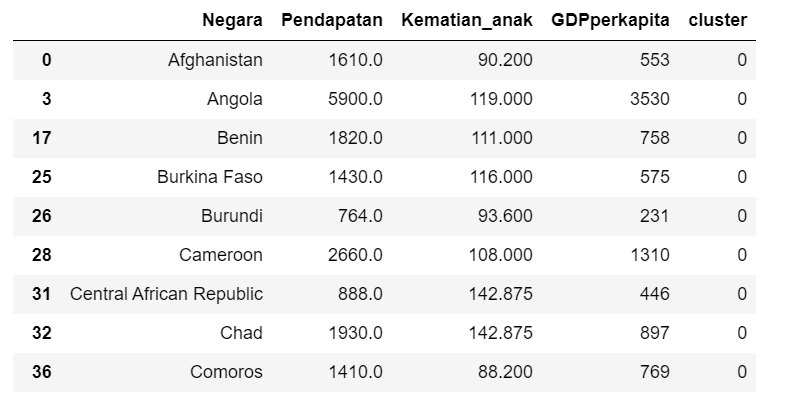 Negara Pendapatan Kematian_anak GDPperkapita cluster
0 Afghanistan 1610.0 90.200 553 0
3 Angola 5900.0 119.000 3530 0
17 Benin 1820.0 111.000 758 0
25 Burkina Faso 1430.0 116.000 575 0
26 Burundi 764.0 93.600 231 0
28 Cameroon 2660.0 108.000 1310 0
31 Central African Republic 888.0 142.875 446 0
32 Chad 1930.0 142.875 897 0
36 Comoros 1410.0 88.200 769 0